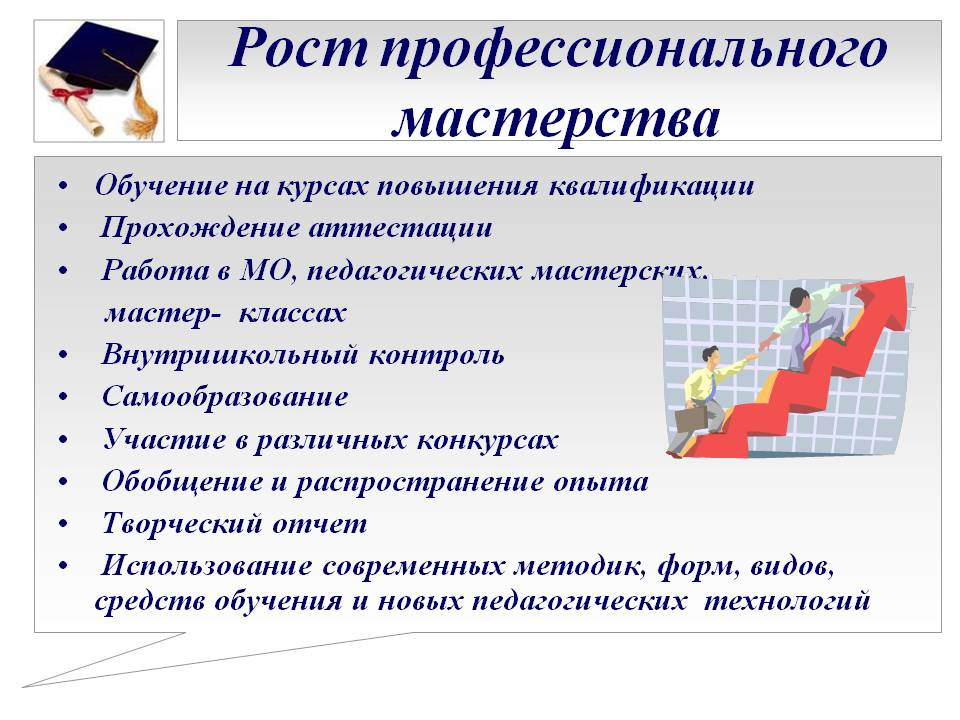 Рост профессионального
мастерства
• Обучение на курсах повышения квалификации
• Прохождение аттестации
• Работа в МО, педагогических мастерских,
мастер- классах
• Внутришкольный контроль
• Самообразование
• Участие в различных конкурсах
• Обобщение и распространение опыта
• Творческий отчет
• Использование современных методик, форм, видов,
средств обучения и новых педагогических технологий